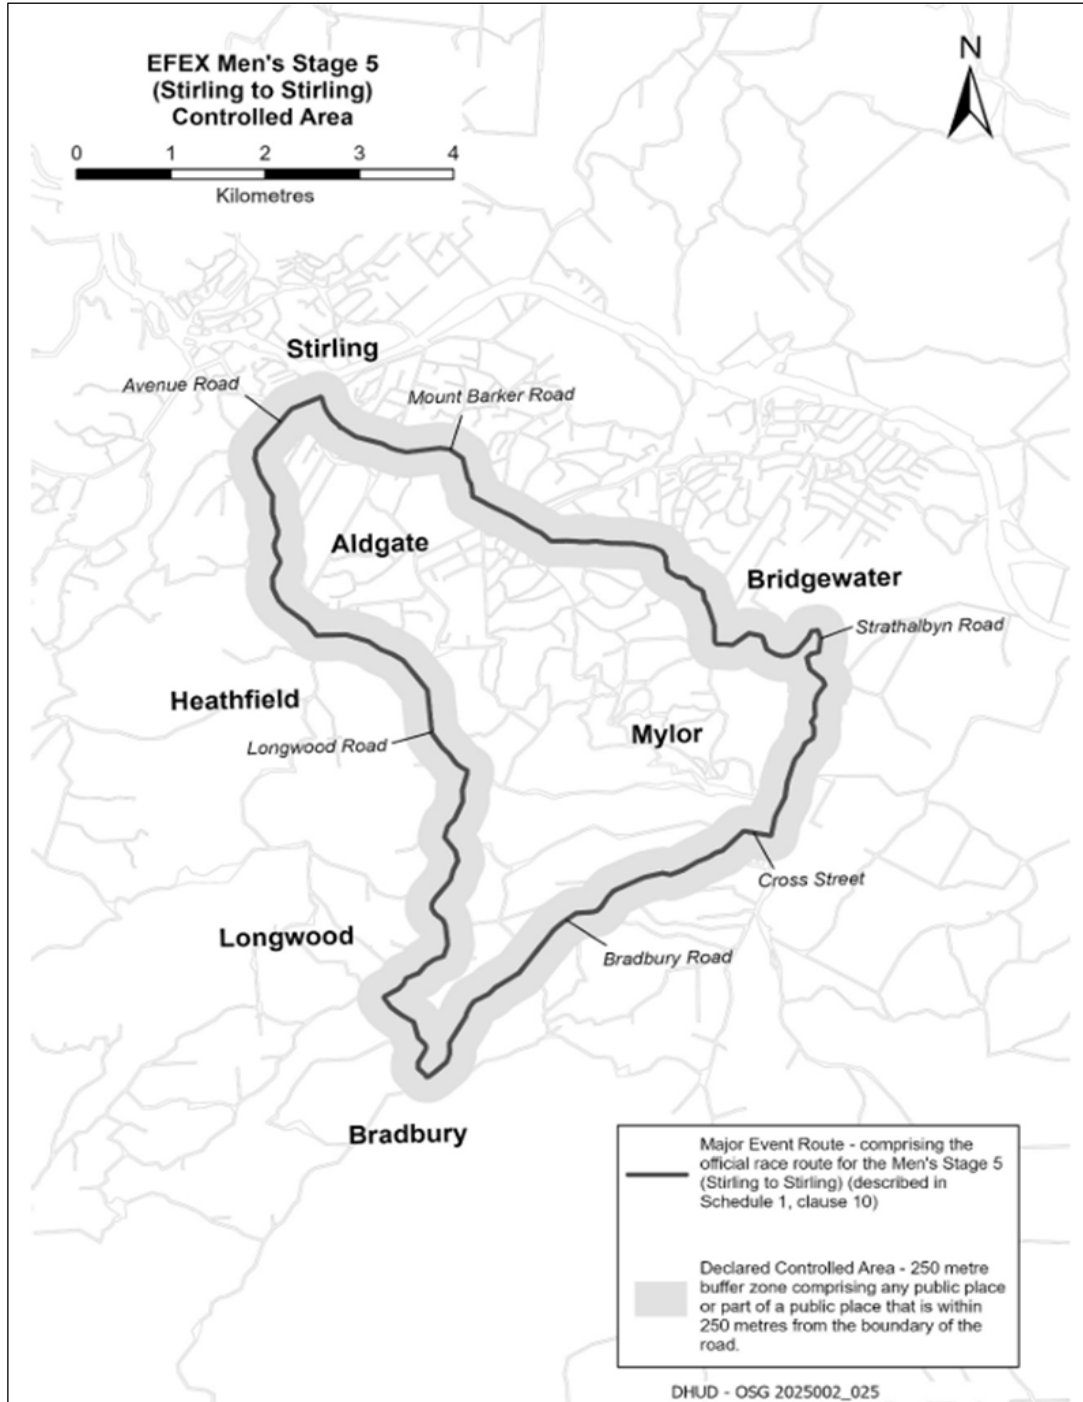 EFEX Men's Stage 5
(Stirling to Stirling)
Controlled Area
0 1 2 3 4
Kilometres
N
Stirling
Avenue Road
Mount Barker Road
Aldgate
Bridgewater
Strathalbyn Road
Heathfield
Longwood Road
Mylor
Cross Street
Longwood
Bradbury Road
Bradbury
Major Event Route - comprising the
official race route for the Men's Stage 5
(Stirling to Stirling) (described in
Schedule 1, clause 10)
Declared Controlled Area - 250 metre
buffer zone comprising any public place
or part of a public place that is within
250 metres from the boundary of the
road.
DHUD - OSG 2025002_025